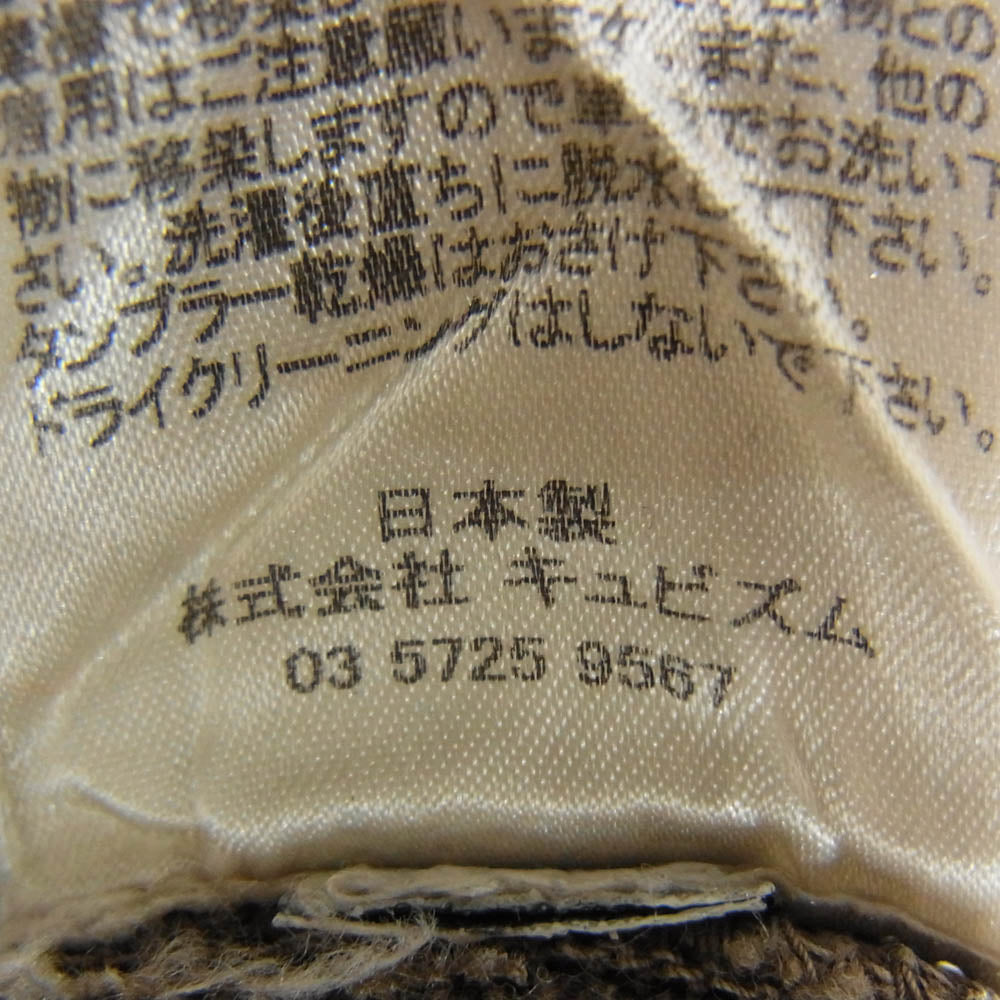 着用はご注意願います。また、他の
物に移染しますので単独でお洗い下
さい。洗濯後直ちに脱水して下さい。
タンブラー乾燥はおさけ下さい。
ドライクリーニングはしないで下さい。
日本製
株式会社 キュビズム
03 5725 9567